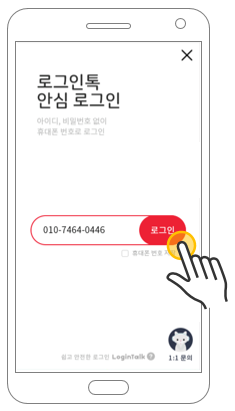 로그인톡
안심 로그인
아이디, 비밀번호 없이
휴대폰 번호로 로그인
010-7464-0446 로그인
휴대폰 번호
쉽고 안전한 로그인 LoginTalk ?
1:1 문의